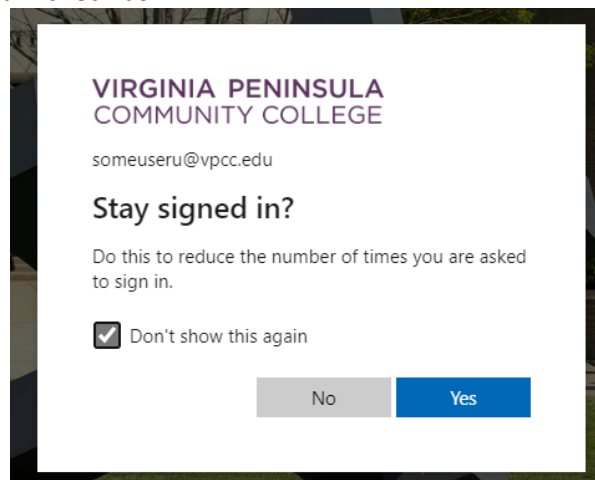 VIRGINIA PENINSULA
COMMUNITY COLLEGE
someuseru@vpcc.edu
Stay signed in?
Do this to reduce the number of times you are asked
to sign in.
Don't show this again
No
Yes